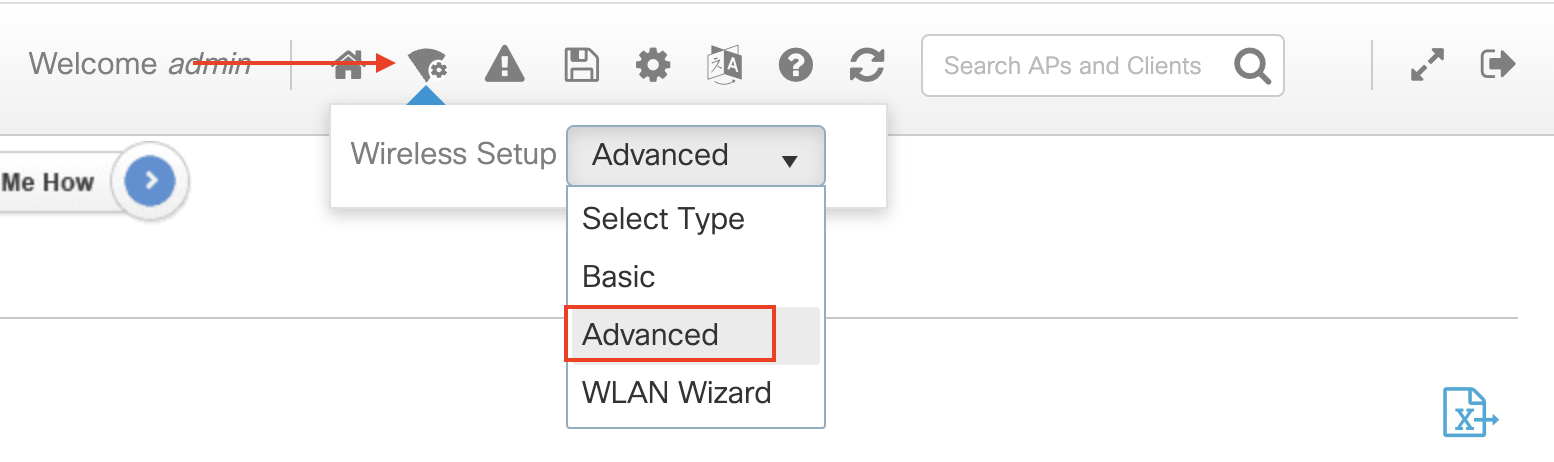 Welcome admin
Search APs and Clients
Me How
Wireless Setup
Advanced
Select Type
Basic
Advanced
WLAN Wizard